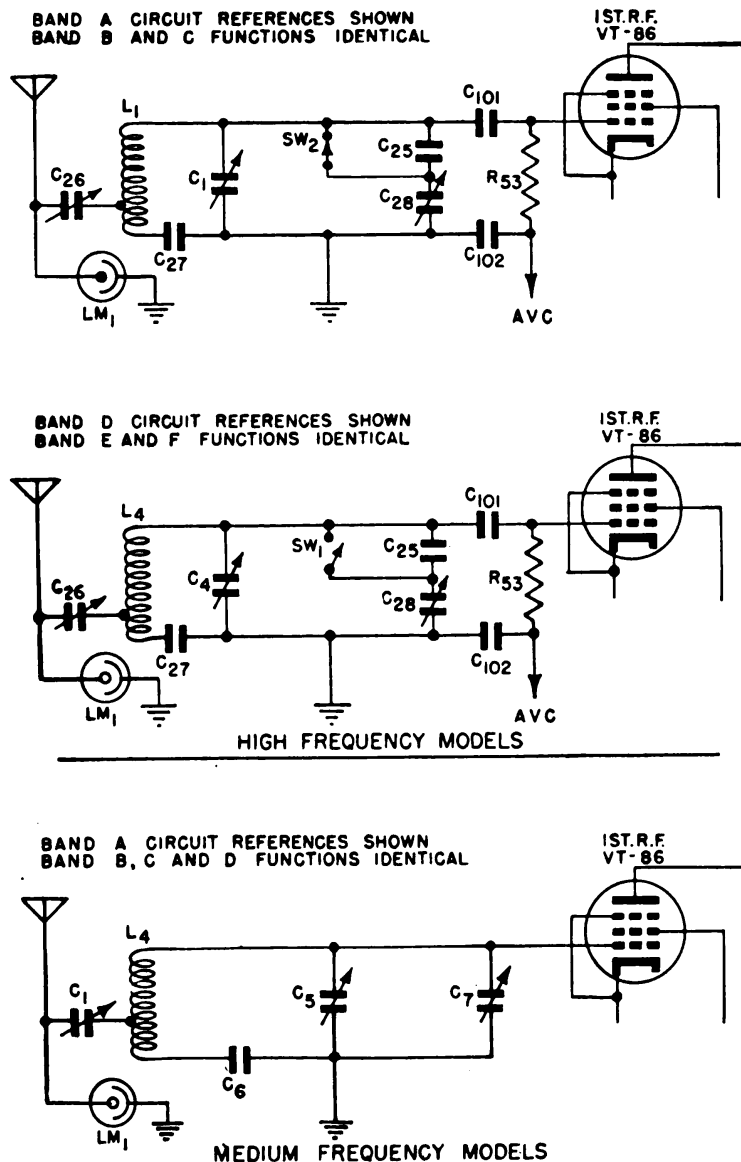 BAND A CIRCUIT REFERENCES SHOWN
BAND B AND C FUNCTIONS IDENTICAL
1ST. R.F.
VT-86
L1
C26
C1
SW2
C25
C28
C101
R53
C27
C102
LM1
AVC
BAND D CIRCUIT REFERENCES SHOWN
BAND E AND F FUNCTIONS IDENTICAL
1ST. R.F.
VT-86
L4
C26
C4
SW1
C25
C28
C101
R53
C27
C102
LM1
AVC
HIGH FREQUENCY MODELS
BAND A CIRCUIT REFERENCES SHOWN
BAND B, C AND D FUNCTIONS IDENTICAL
1ST. R.F.
VT-86
L4
C1
C5
C7
C6
LM1
MEDIUM FREQUENCY MODELS